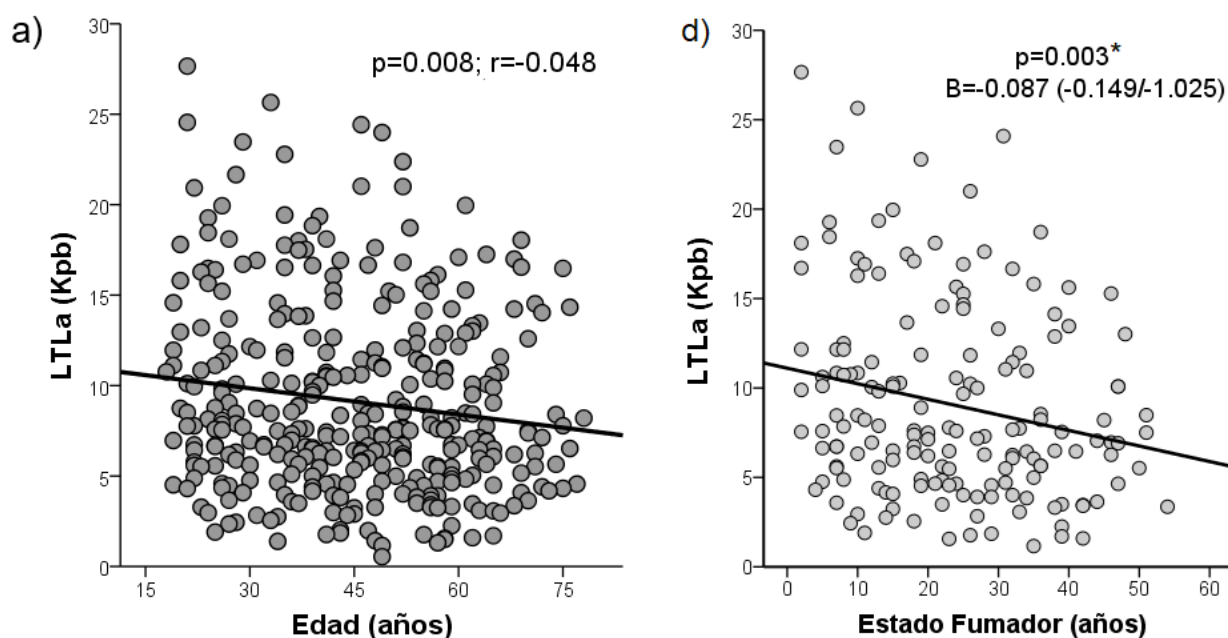 a)
p=0.008; r=-0.048
LTLa (Kpb)
30
25
20
15
10
5
0
15 30 45 60 75
Edad (años)
d)
p=0.003*
B=-0.087 (-0.149/-1.025)
LTLa (Kpb)
30
25
20
15
10
5
0
0 10 20 30 40 50 60
Estado Fumador (años)